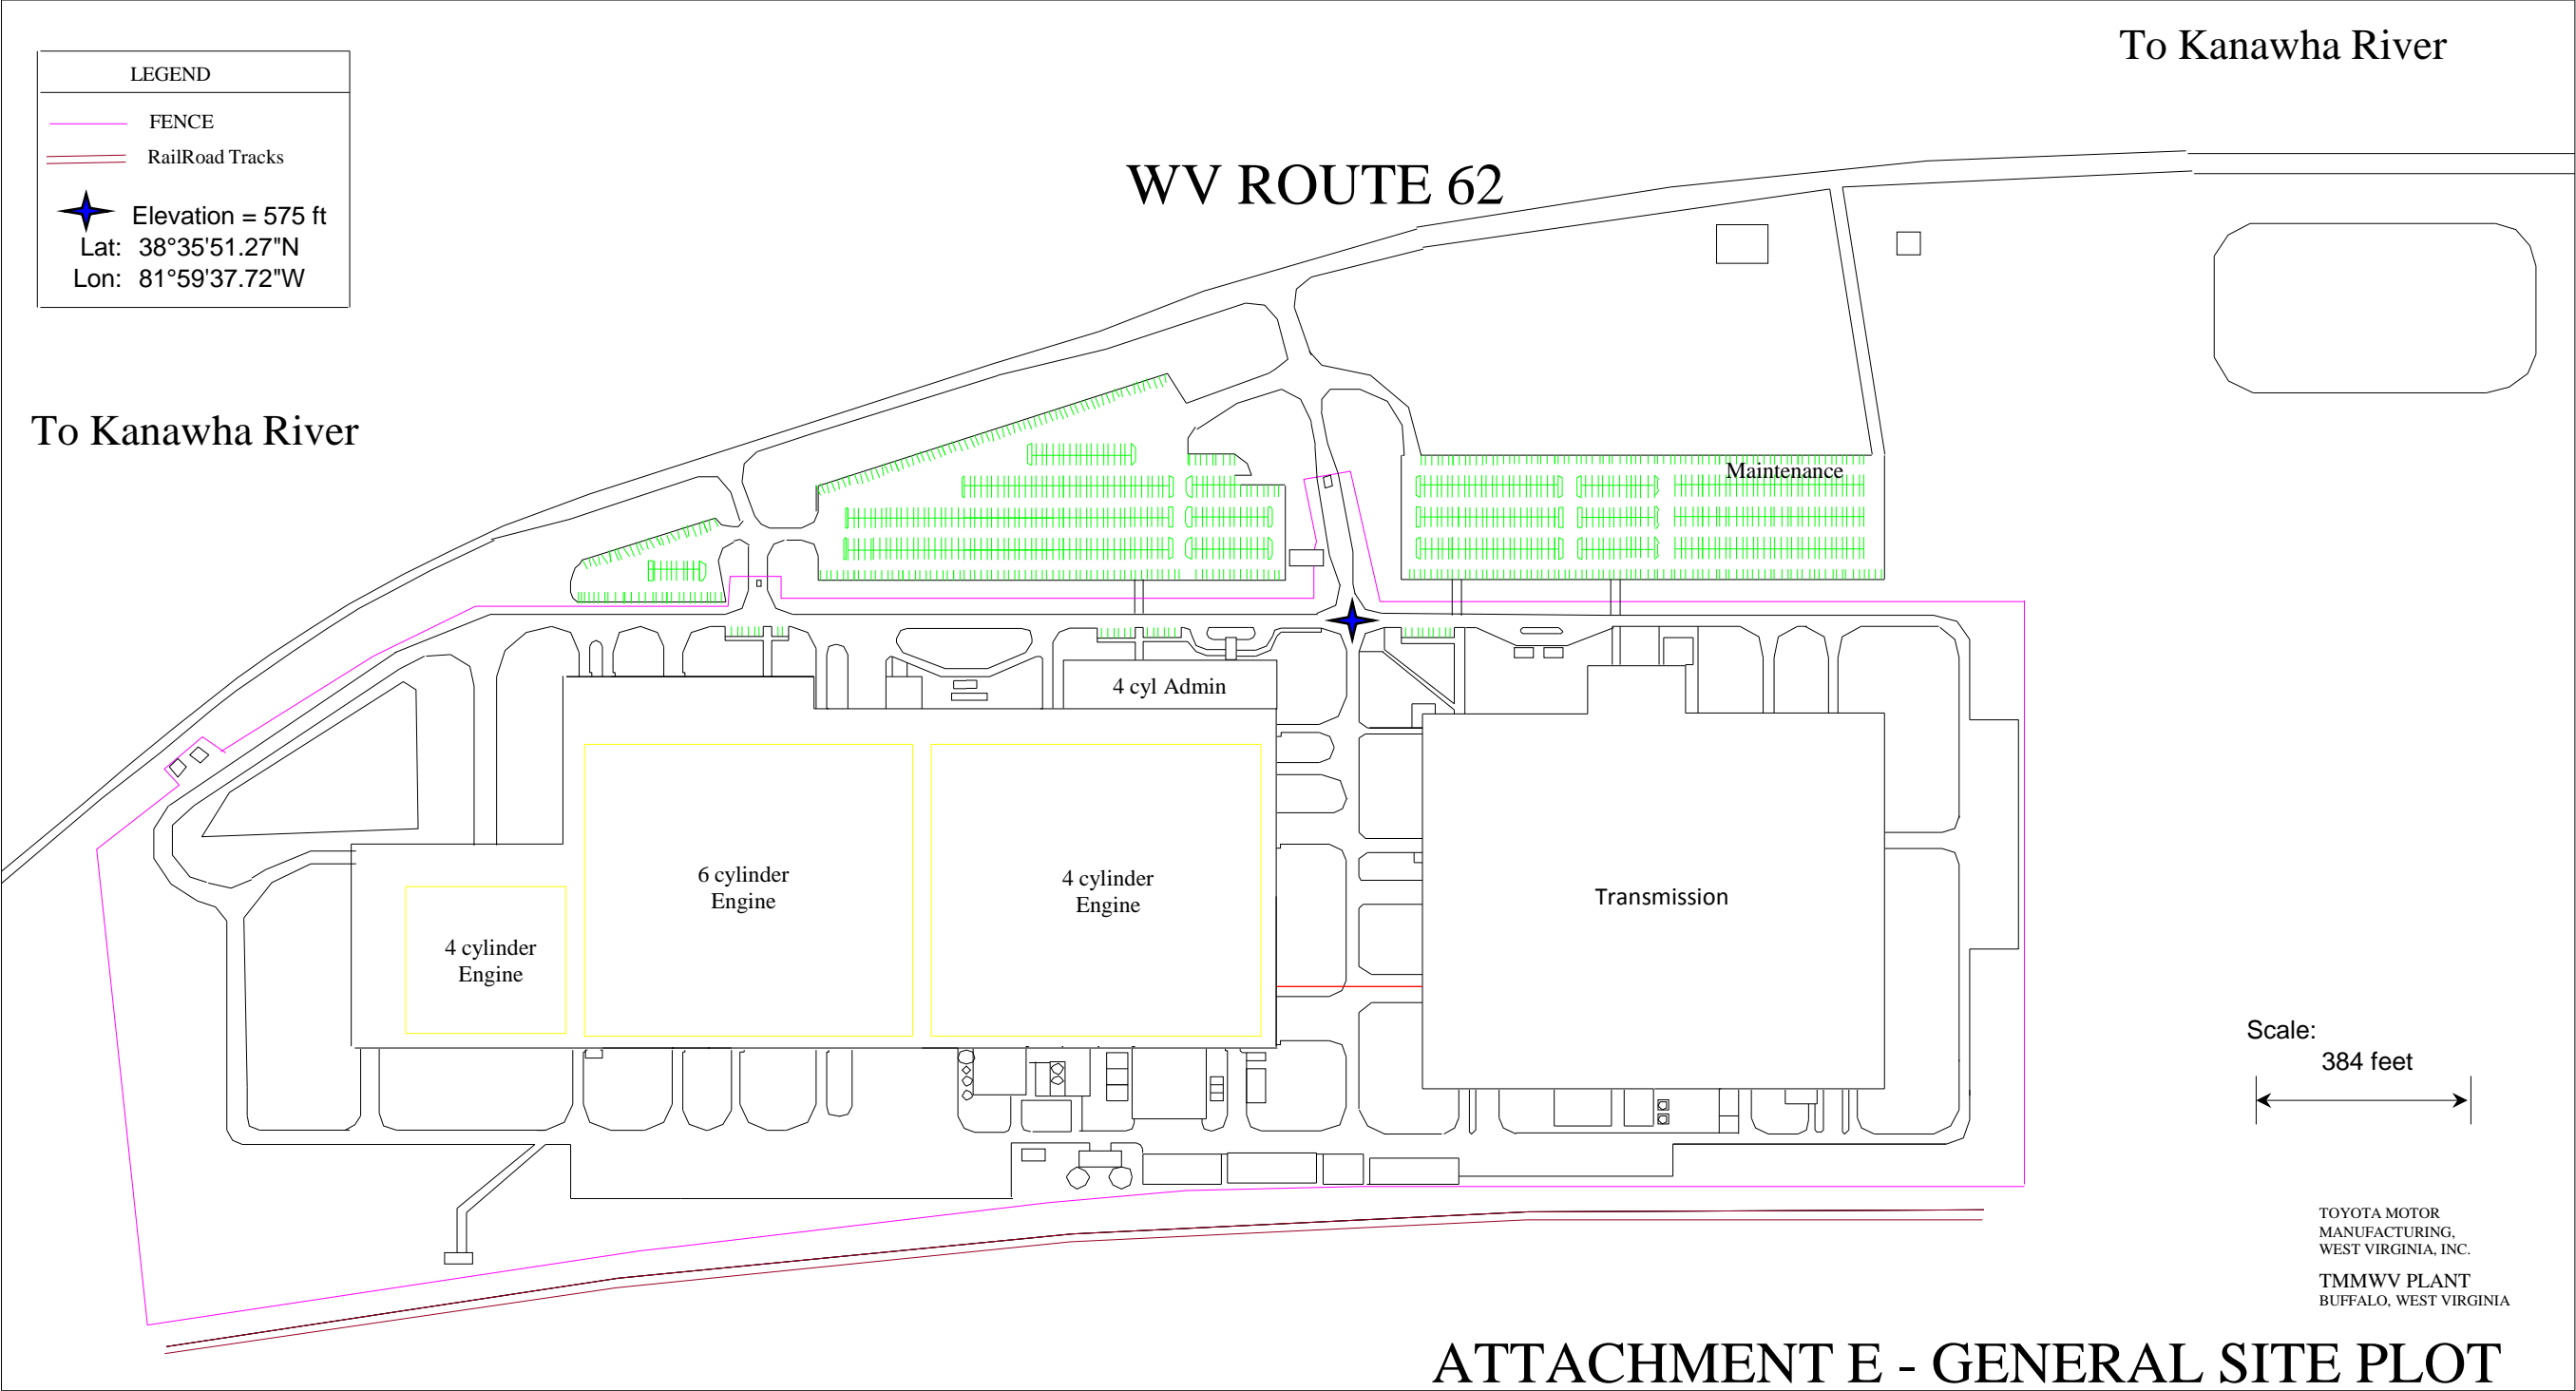 To Kanawha River
LEGEND
FENCE
RailRoad Tracks
Elevation = 575 ft
Lat: 38°35'51.27"N
Lon: 81°59'37.72"W
WV ROUTE 62
To Kanawha River
Maintenance
4 cyl Admin
6 cylinder
Engine
4 cylinder
Engine
Transmission
4 cylinder
Engine
Scale:
384 feet
TOYOTA MOTOR
MANUFACTURING,
WEST VIRGINIA, INC.
TMMWV PLANT
BUFFALO, WEST VIRGINIA
ATTACHMENT E - GENERAL SITE PLOT